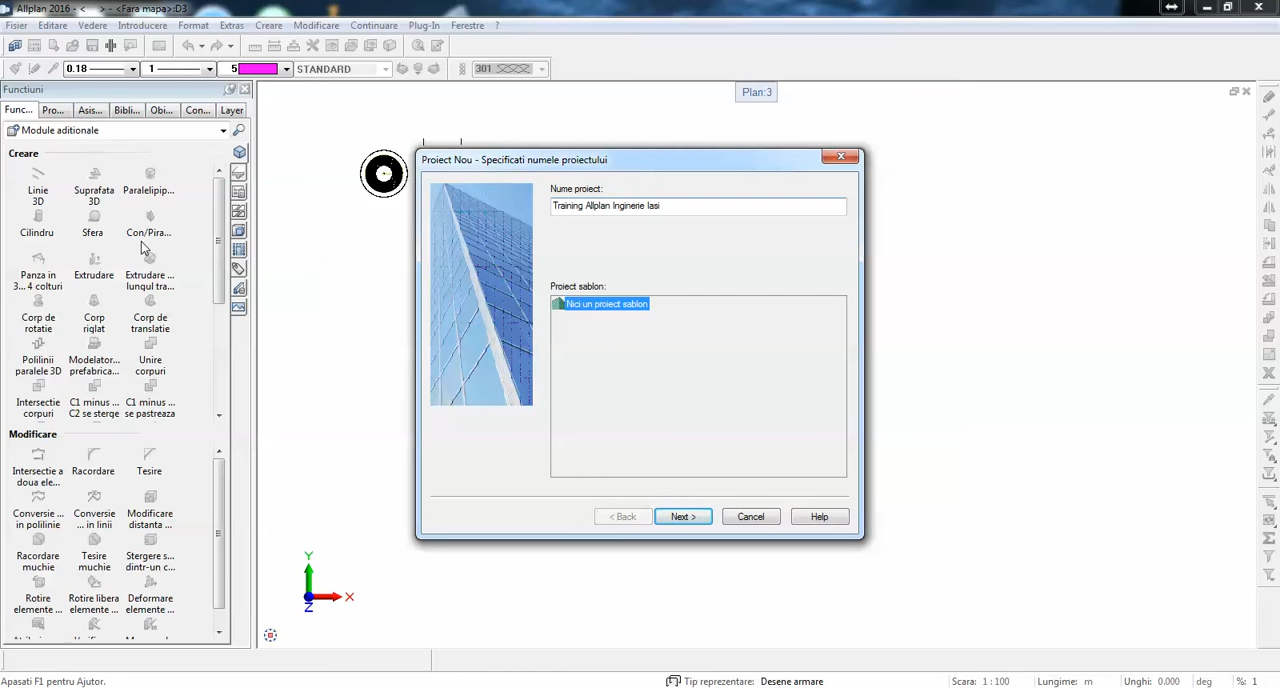 Allplan 2016 - < > - <Fara mapa>:D3
Fisier Editare Vedere Introducere Format Extras Creare Modificare Continuare Plug-In Ferestre ?
0.18 1 5 STANDARD 301
Functiuni
Func... Pro... Asis... Bibli... Obi... Con... Layer
Plan:3
Module aditionale
Creare
Linie 3D
Suprafata 3D
Paralelipip...
Cilindru
Sfera
Con/Pira...
Panza in 3... 4 colturi
Extrudare
Extrudare ... lunqul tra...
Corp de rotatie
Corp riglat
Corp de translatie
Polilinii paralele 3D
Modelator... prefabrica...
Unire corpuri
Intersectie corpuri
C1 minus ... C2 se sterge
C1 minus ... se pastreaza
Modificare
Intersectie a doua ele...
Racordare
Tesire
Conversie ... in polilinie
Conversie ... in linii
Modificare distanta ...
Racordare muchie
Tesire muchie
Stergere s... dintr-un c...
Rotire elemente ...
Rotire libera elemente ...
Deformare elemente ...
Proiect Nou - Specificati numele proiectului
Nume proiect:
Training Allplan Inginerie Iasi
Proiect sablon:
Nici un proiect sablon
< Back Next > Cancel Help
Y
X
Z
Apasati F1 pentru Ajutor.
Tip reprezentare: Desene armare Scara: 1 : 100 Lungime: m Unghi: 0.000 deg %: 1